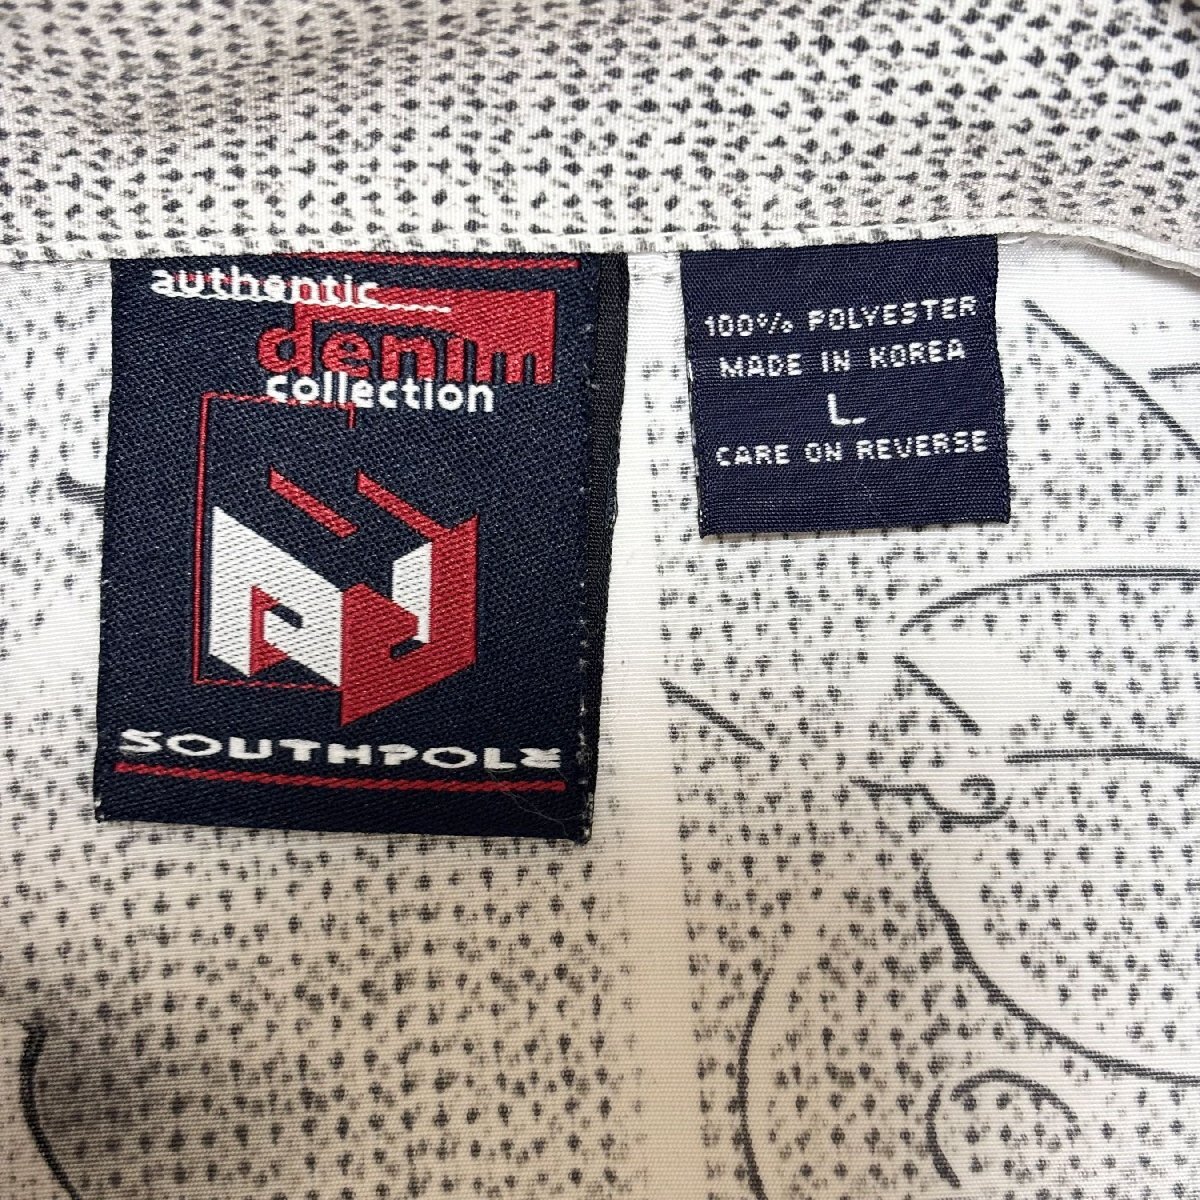 authentic
denim
collection
SOUTHPOLE
100% POLYESTER
MADE IN KOREA
L.
CARE ON REVERSE